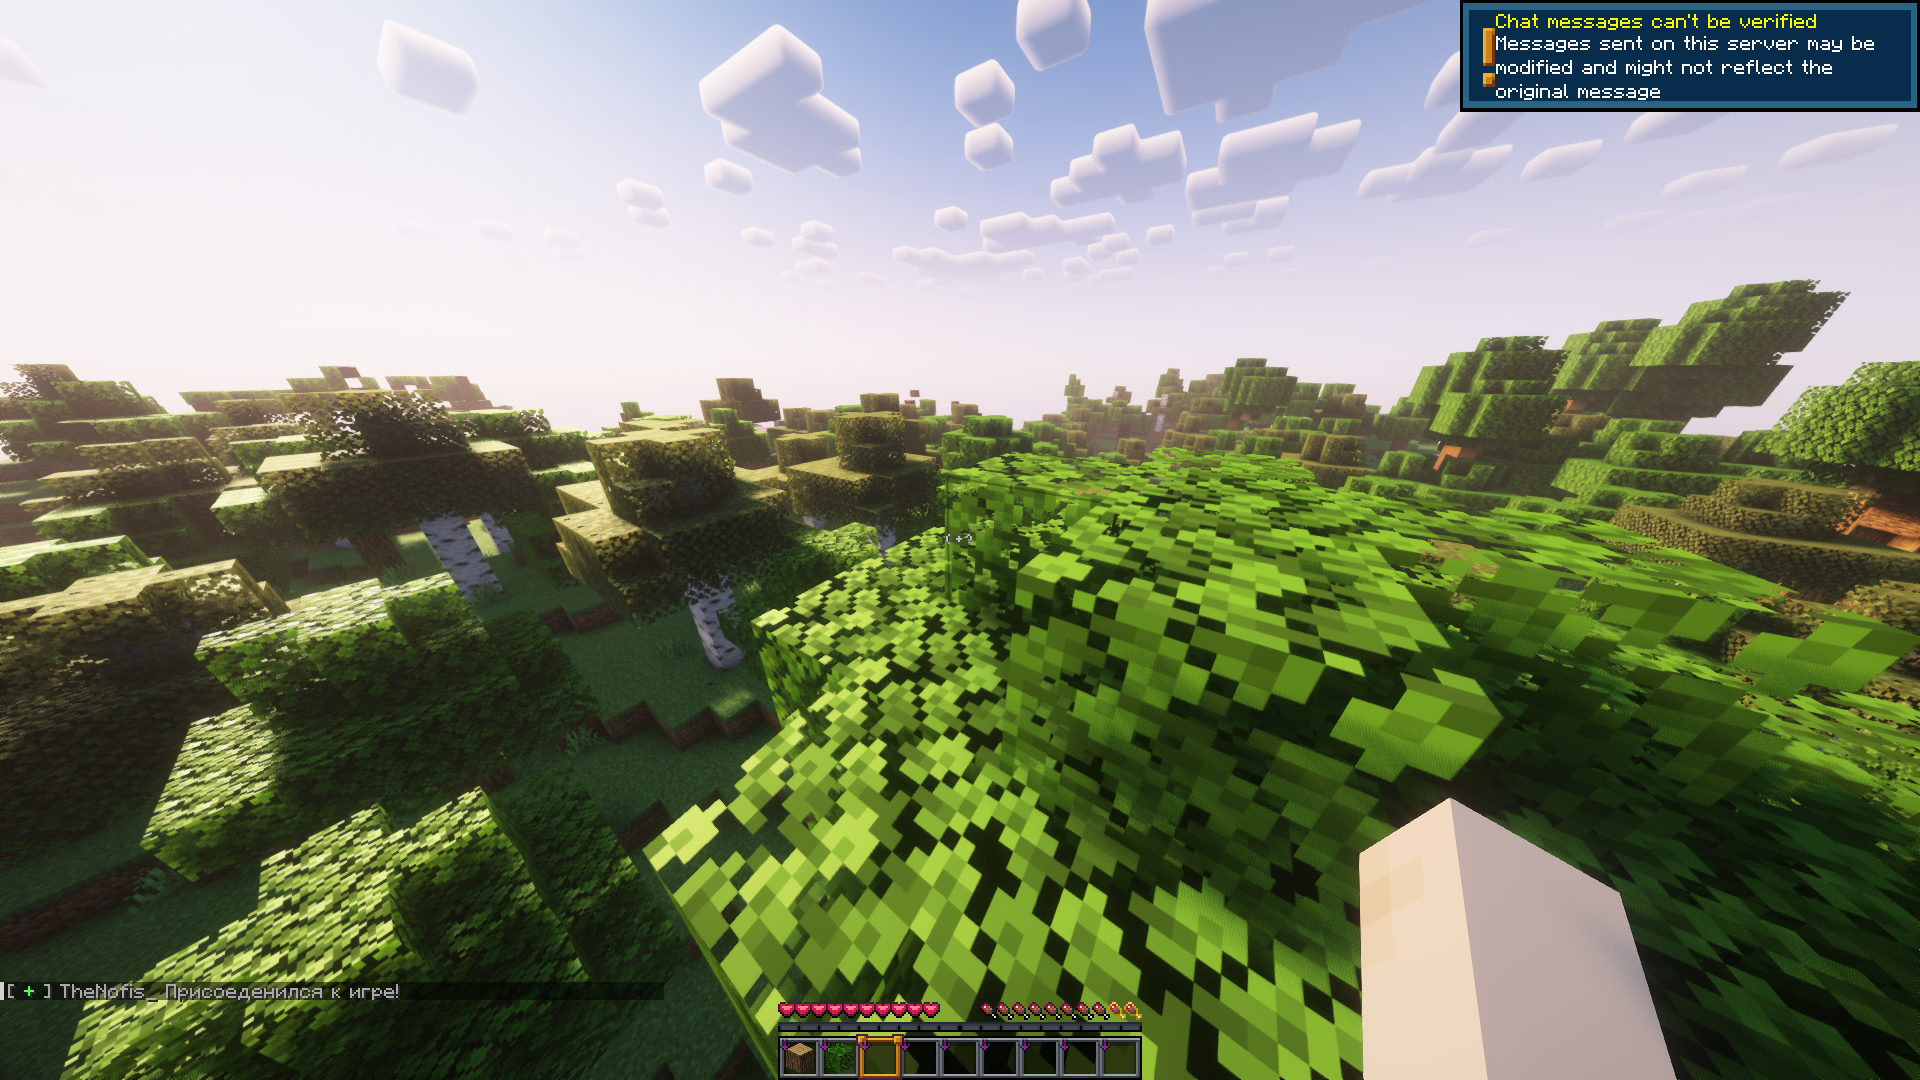 Chat messages can't be verified
Messages sent on this server may be
modified and might not reflect the
original message
[ + ] TheNofis_ Присоеденился к игре!